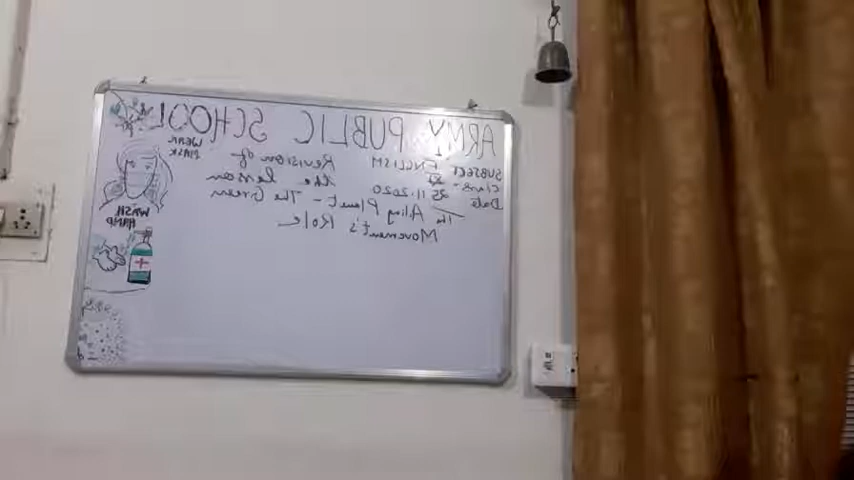 ARMY PUBLIC SCHOOL
SUBJECT ENGLISH Revision of
class - XI the lesson
Date 25.11.2020
The Ailing Planet - The Green
Movement's Role
WEAR
MASK
WASH
HAND